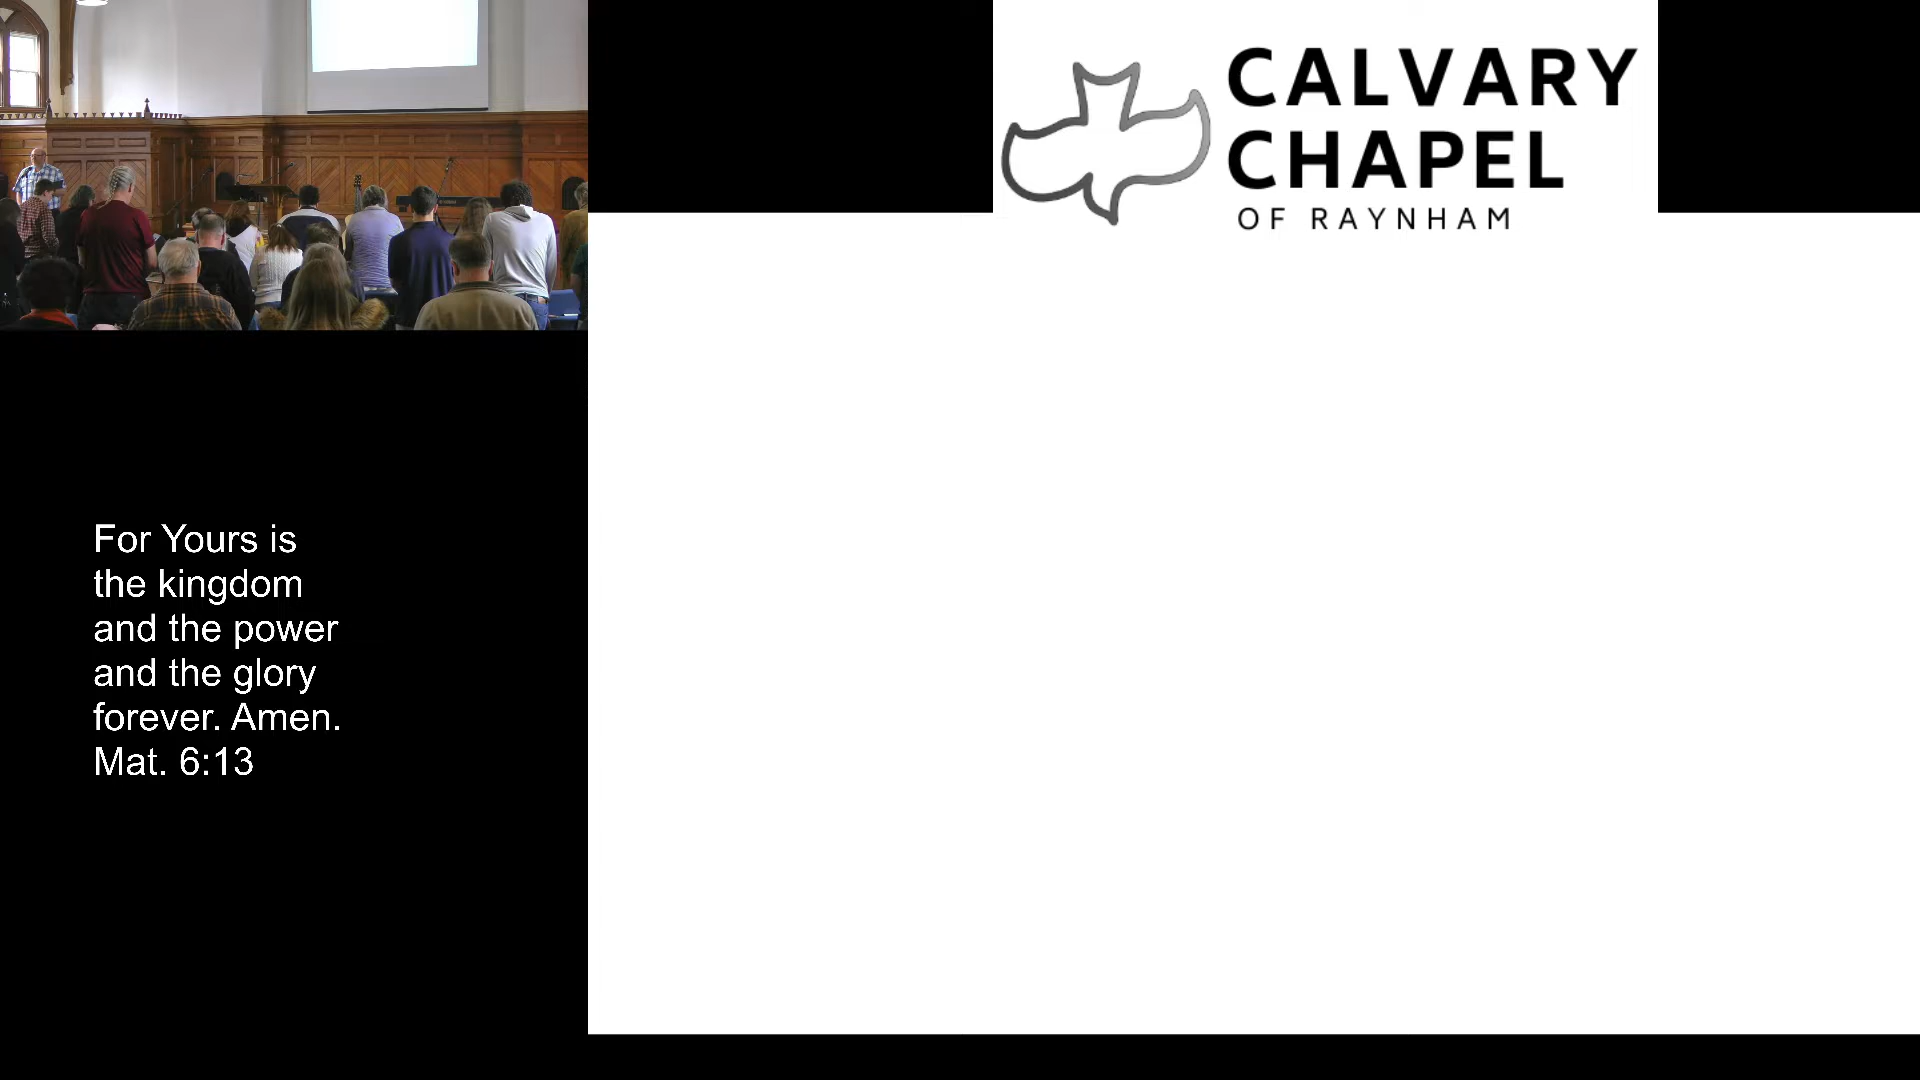 CALVARY
CHAPEL
OF RAYNHAM
For Yours is
the kingdom
and the power
and the glory
forever. Amen.
Mat. 6:13